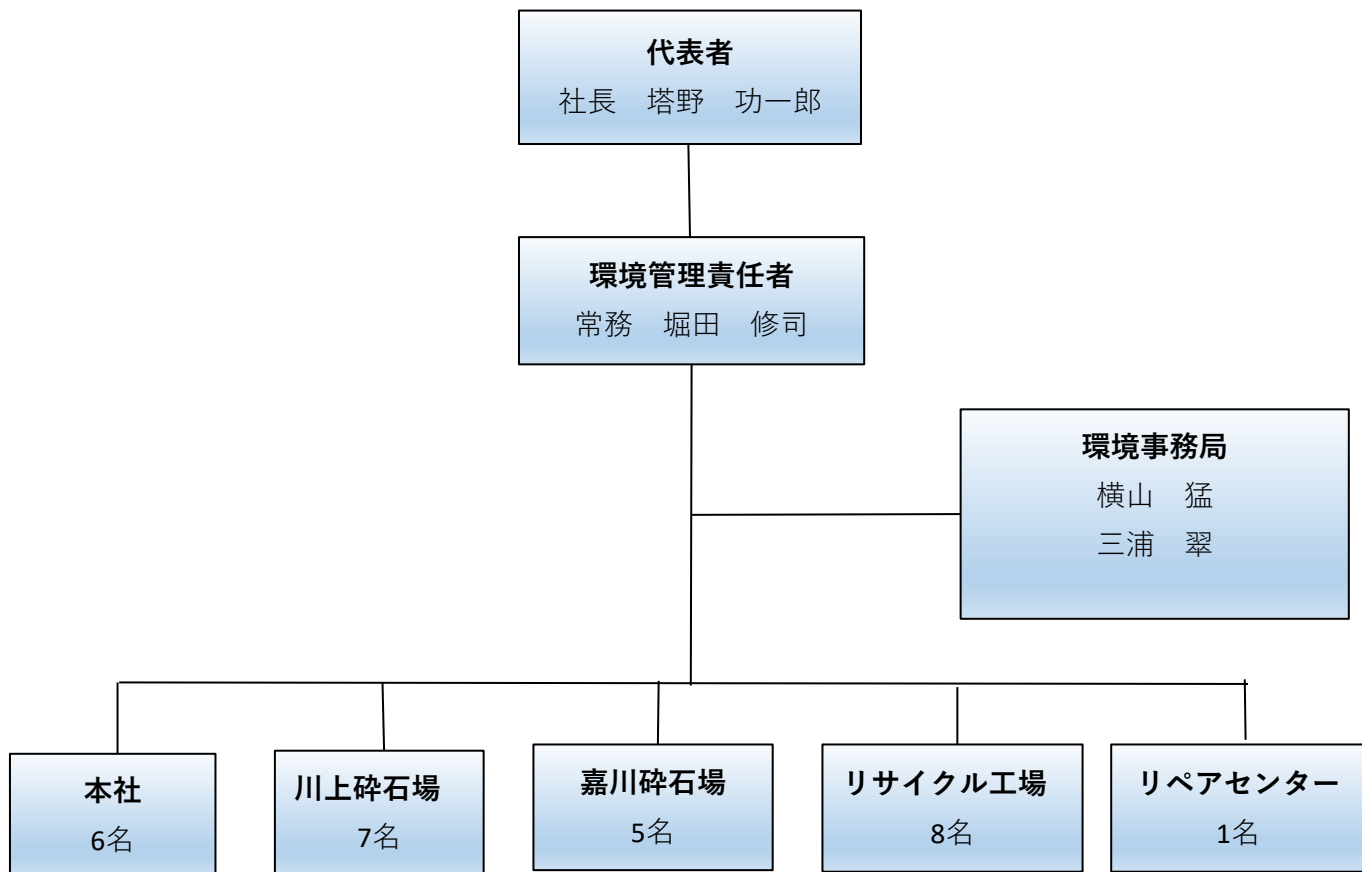 代表者
社長　塔野　功一郎
環境管理責任者
常務　堀田　修司
環境事務局
横山　猛
三浦　翠
本社
6名
川上砕石場
7名
嘉川砕石場
5名
リサイクル工場
8名
リペアセンター
1名